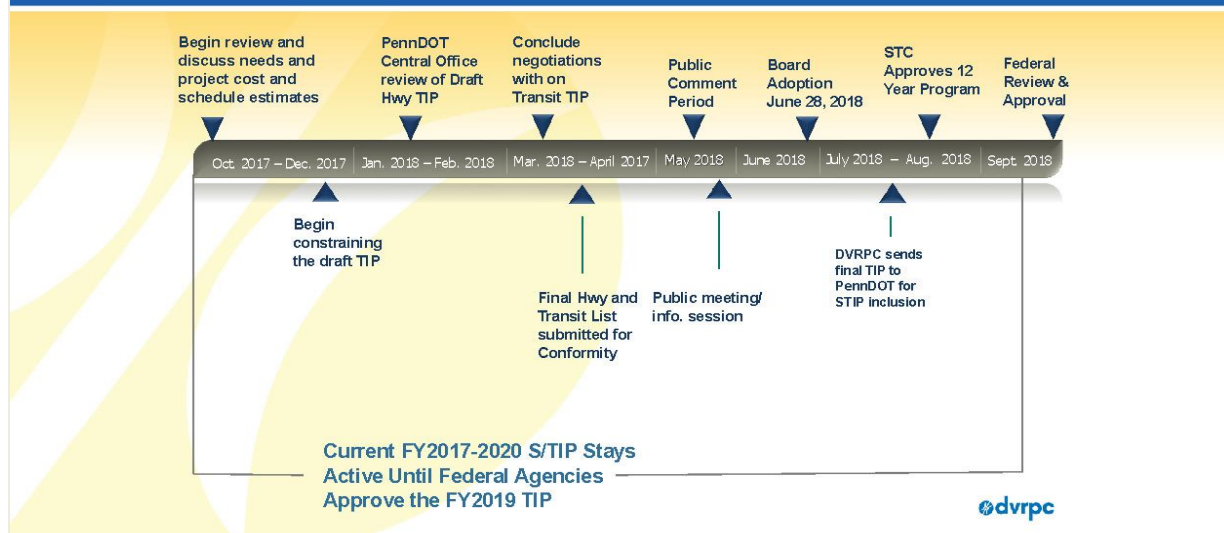 Begin review and
discuss needs and
project cost and
schedule estimates
PennDOT
Central Office
review of Draft
Hwy TIP
Conclude
negotiations
with on
Transit TIP
Public
Comment
Period
Board
Adoption
June 28, 2018
STC
Approves 12
Year Program
Federal
Review &
Approval
Oct. 2017 – Dec. 2017
Jan. 2018 – Feb. 2018
Mar. 2018 – April 2017
May 2018
June 2018
July 2018 – Aug. 2018
Sept. 2018
Begin
constraining
the draft TIP
Final Hwy and
Transit List
submitted for
Conformity
Public meeting/
info. session
DVRPC sends
final TIP to
PennDOT for
STIP inclusion
Current FY2017-2020 S/TIP Stays
Active Until Federal Agencies
Approve the FY2019 TIP
dvrpc